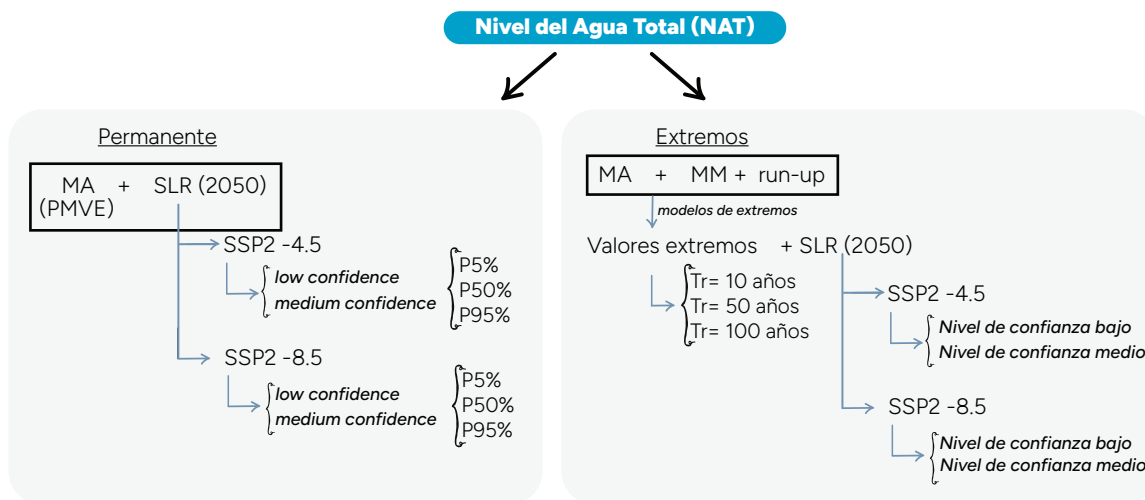 Nivel del Agua Total (NAT)
Permanente
MA + SLR (2050)
(PMVE)
SSP2 -4.5
low confidence
medium confidence
P5%
P50%
P95%
SSP2 -8.5
low confidence
medium confidence
P5%
P50%
P95%
Extremos
MA + MM + run-up
modelos de extremos
Valores extremos + SLR (2050)
Tr= 10 años
Tr= 50 años
Tr= 100 años
SSP2 -4.5
Nivel de confianza bajo
Nivel de confianza medio
SSP2 -8.5
Nivel de confianza bajo
Nivel de confianza medio